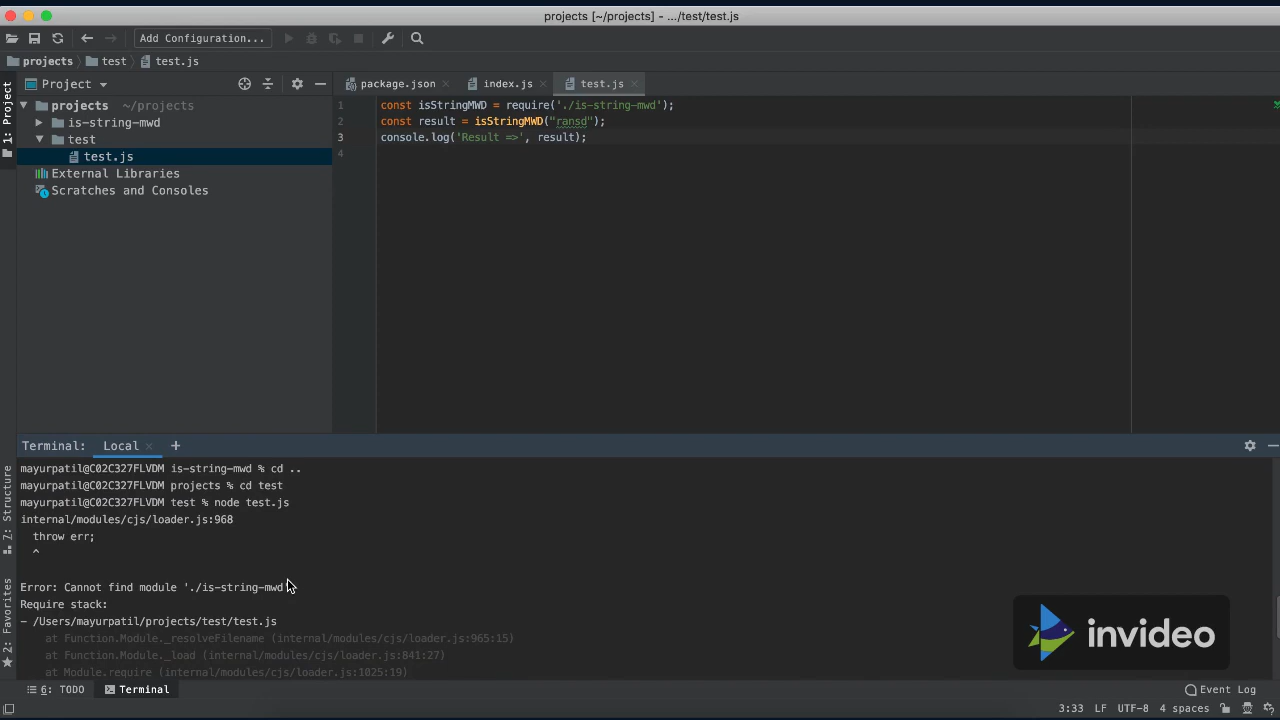 projects [~/projects] - .../test/test.js
Add Configuration...
projects test test.js
1: Project
Project
package.json index.js test.js
projects ~/projects
is-string-mwd
test
test.js
External Libraries
Scratches and Consoles
1 const isStringMWD = require('./is-string-mwd');
2 const result = isStringMWD("ransd");
3 console.log('Result =>', result);
4
Terminal: Local +
mayurpatil@C02C327FLVDM is-string-mwd % cd ..
mayurpatil@C02C327FLVDM projects % cd test
mayurpatil@C02C327FLVDM test % node test.js
internal/modules/cjs/loader.js:968
throw err;
^
Error: Cannot find module './is-string-mwd'
Require stack:
- /Users/mayurpatil/projects/test/test.js
at Function.Module._resolveFilename (internal/modules/cjs/loader.js:965:15)
at Function.Module._load (internal/modules/cjs/loader.js:841:27)
at Module.require (internal/modules/cjs/loader.js:1025:19)
7: Structure
2: Favorites
invideo
6: TODO Terminal Event Log
3:33 LF UTF-8 4 spaces